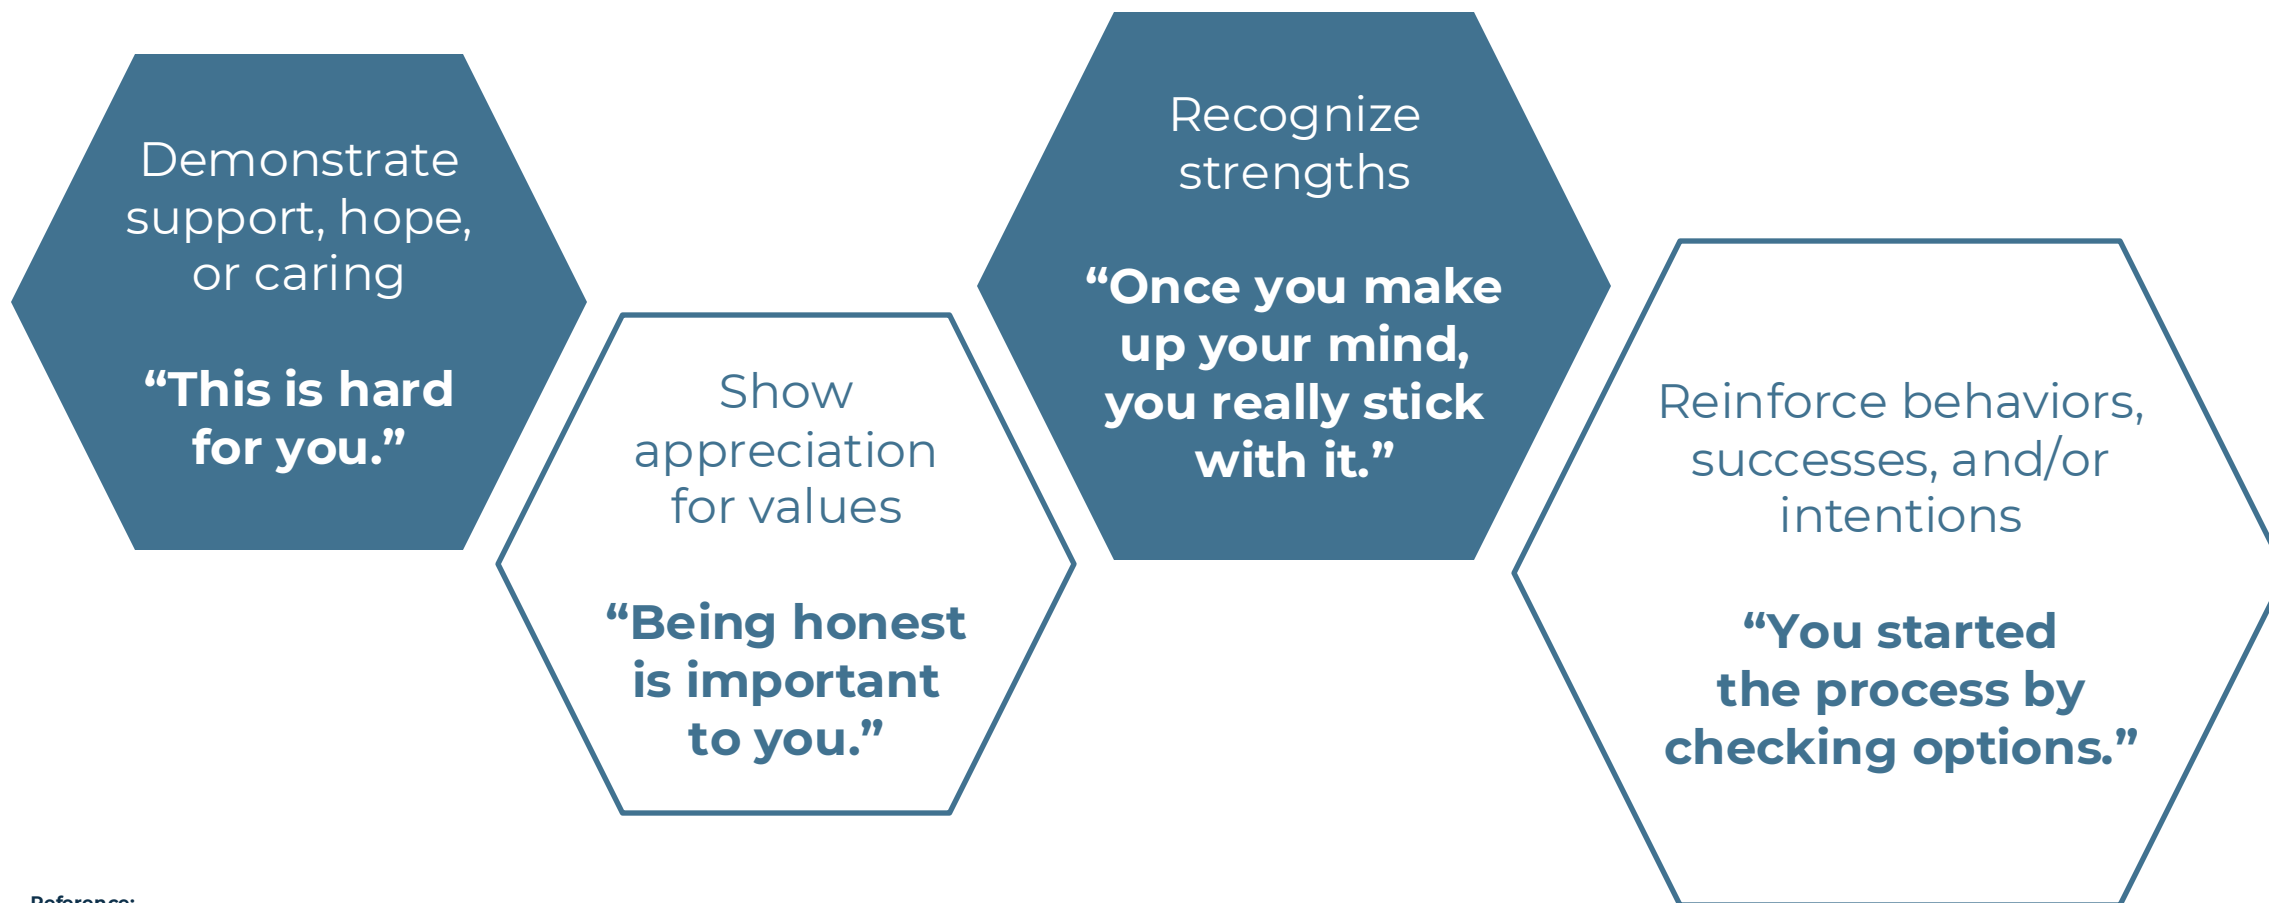 Demonstrate
support, hope,
or caring
“This is hard
for you.”
Show
appreciation
for values
“Being honest
is important
to you.”
Recognize
strengths
“Once you make
up your mind,
you really stick
with it.”
Reinforce behaviors,
successes, and/or
intentions
“You started
the process by
checking options.”
Reference: